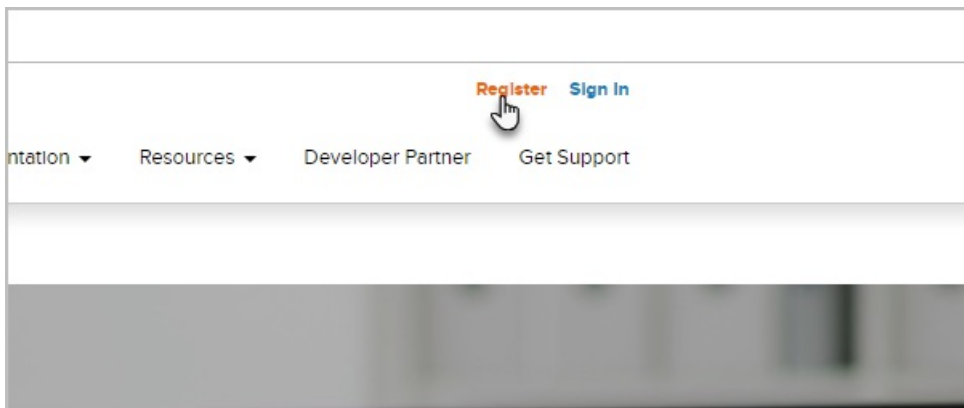 Register Sign In
ntation Resources Developer Partner Get Support